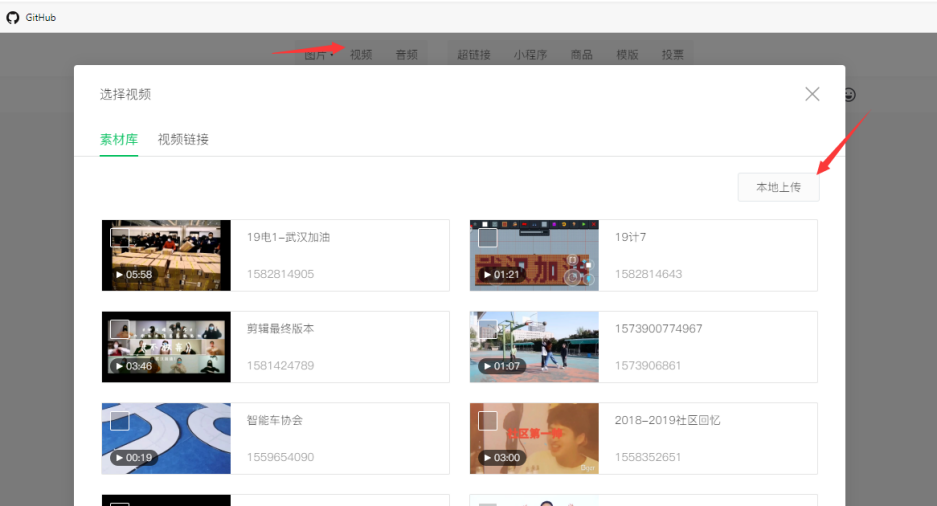 GitHub
图片 视频 音频 超链接 小程序 商品 模版 投票
选择视频
素材库 视频链接
本地上传
19电1-武汉加油
1582814905
05:58
19计7
1582814643
武汉加油
01:21
剪辑最终版本
1581424789
03:46
1573900774967
1573906861
01:07
智能车协会
1559654090
00:19
2018-2019社区回忆
1558352651
03:00